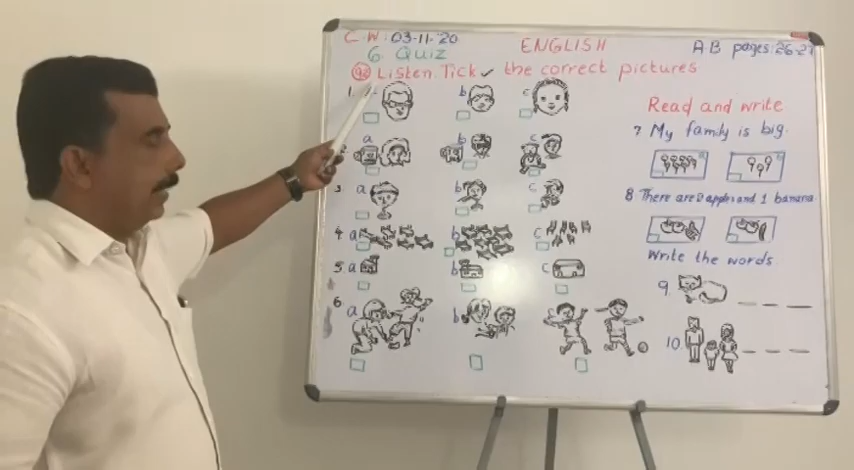 C.W: 03-11-'20
ENGLISH
A.B pages: 26-27
6 Quiz
Listen. Tick ✓ the correct pictures
1.
b
c
a
b
c
3. a
b
c
4 a
b
c
5 a
b
c
6 a
b
Read and write
7 My family is big.
8 There are 2 apples and 1 banana
Write the words
9
10